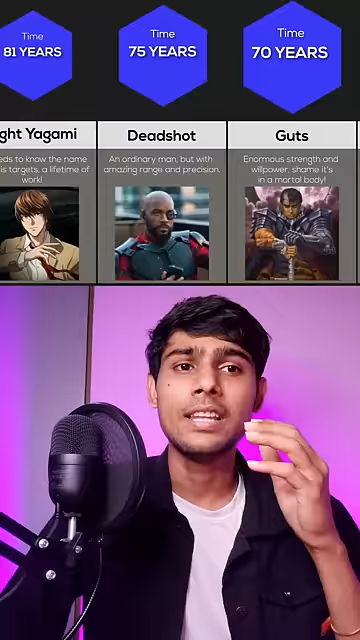 Time
81 YEARS
Time
75 YEARS
Time
70 YEARS
ght Yagami
Deadshot
Guts
eds to know the name
is targets, a lifetime of
work!
An ordinary man, but with
amazing range and precision.
Enormous strength and
willpower, shame it's
in a mortal body!